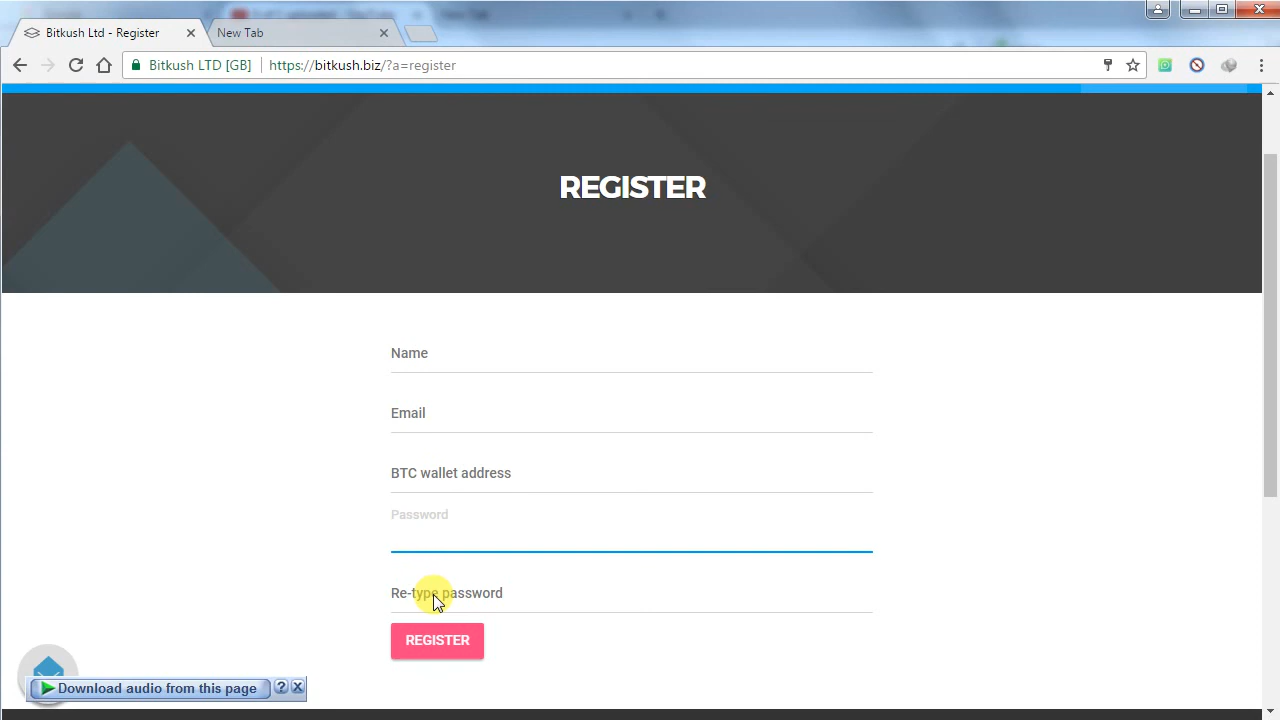 Bitkush Ltd - Register
New Tab
Bitkush LTD [GB] https://bitkush.biz/?a=register
REGISTER
Name
Email
BTC wallet address
Password
Re-type password
REGISTER
Download audio from this page